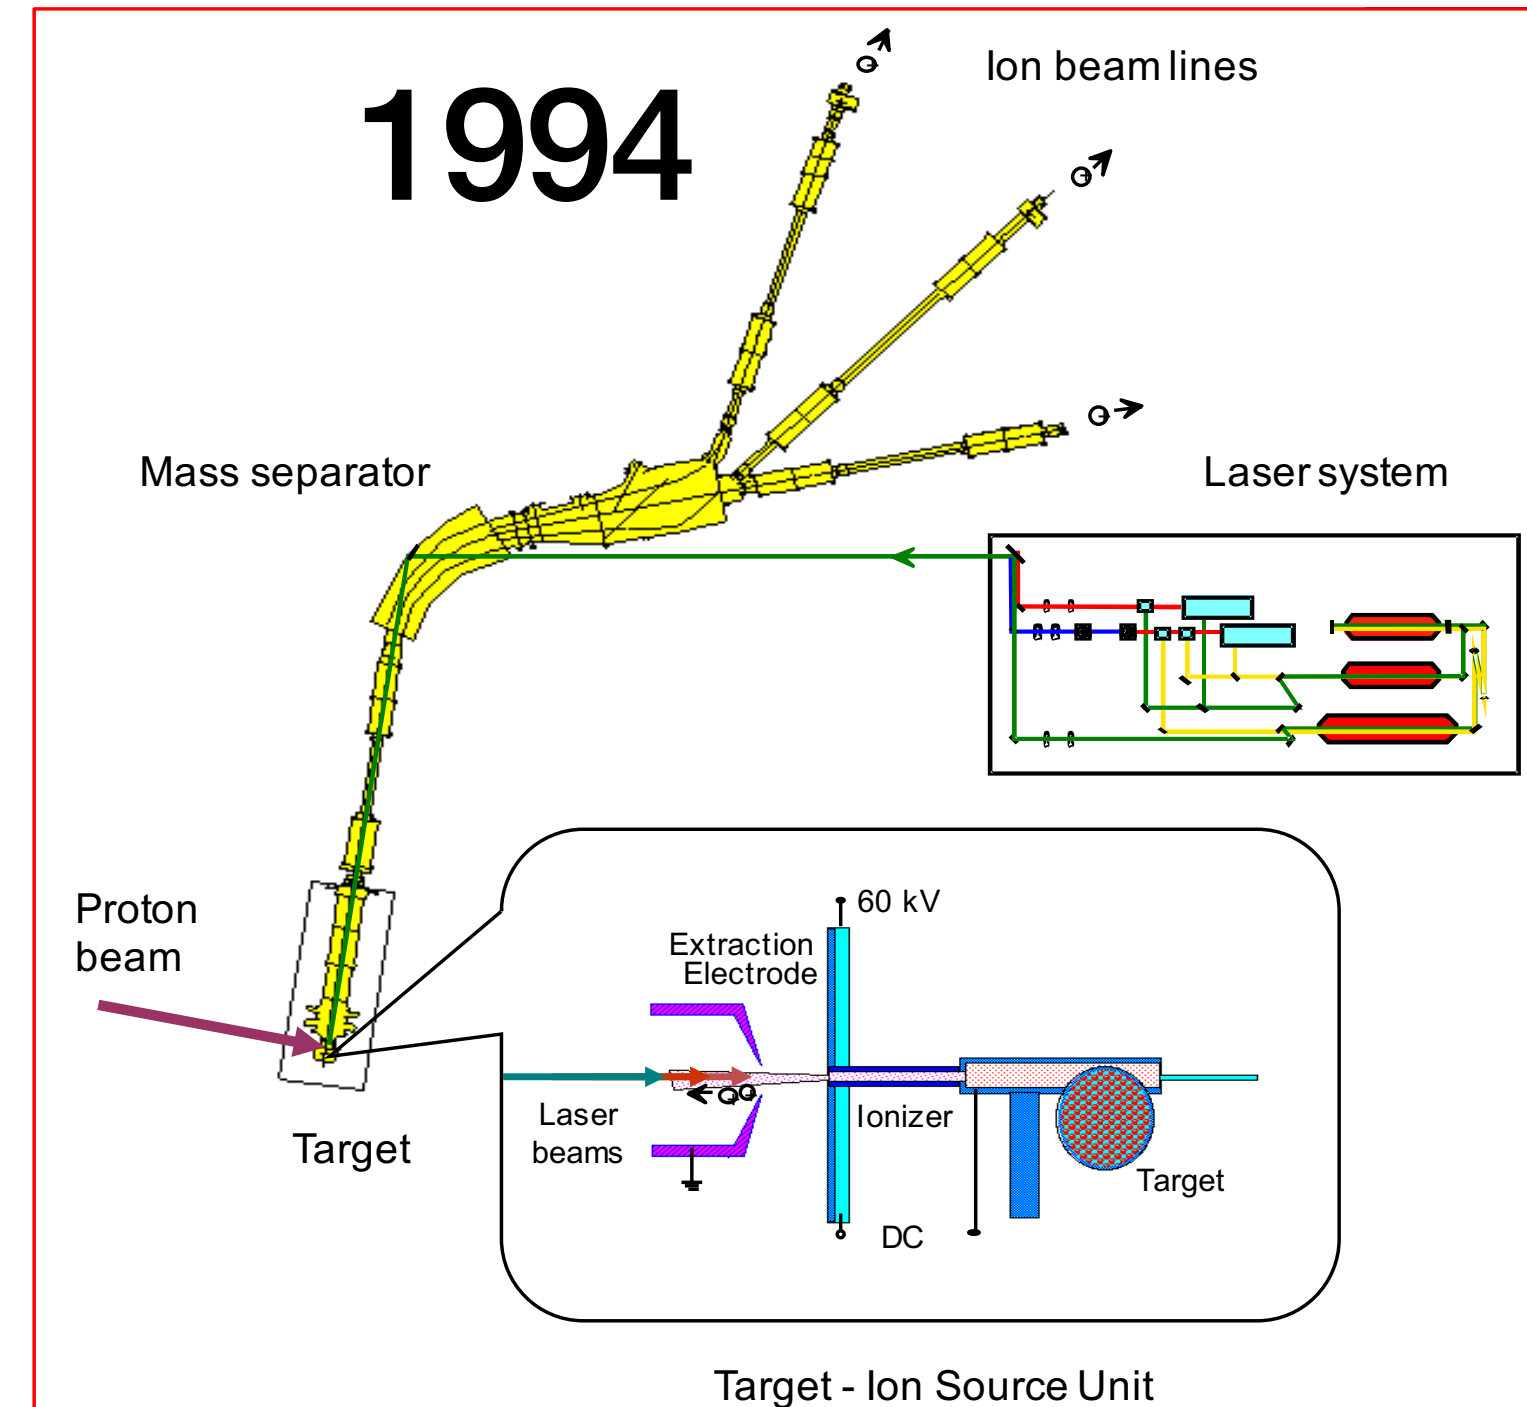 1994
Ion beam lines
Mass separator
Laser system
Proton
beam
60 kV
Extraction
Electrode
Laser
beams
Ionizer
Target
Target
DC
Target - Ion Source Unit